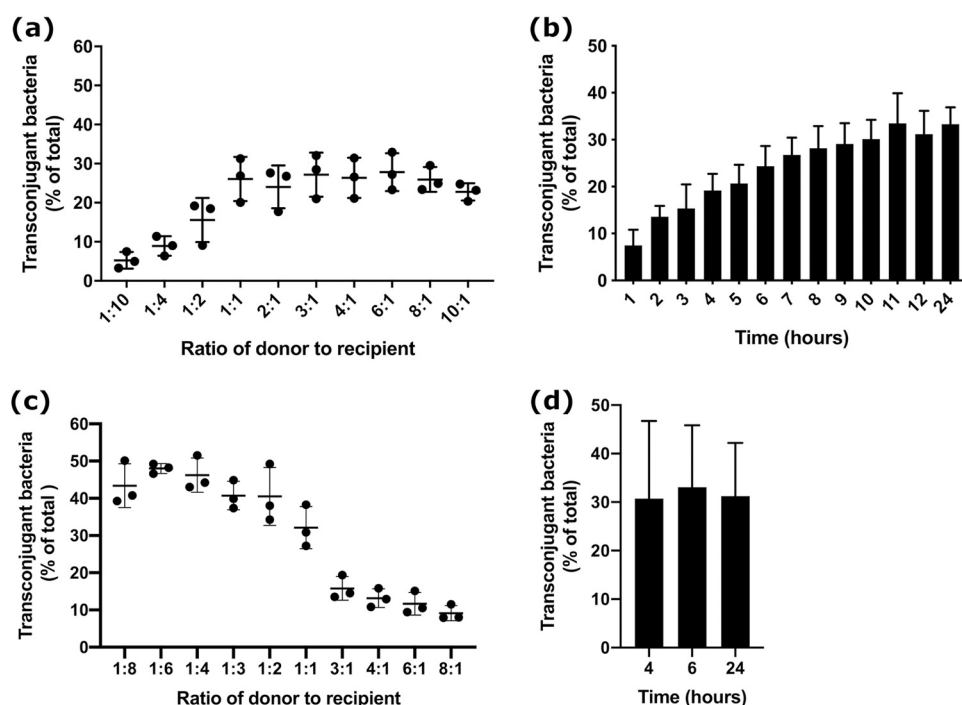 (a)
Transconjugant bacteria
(% of total)
60
50
40
30
20
10
0
1:10 1:4 1:2 1:1 2:1 3:1 4:1 6:1 8:1 10:1
Ratio of donor to recipient
(b)
Transconjugant bacteria
(% of total)
50
40
30
20
10
0
1 2 3 4 5 6 7 8 9 10 11 12 24
Time (hours)
(c)
Transconjugant bacteria
(% of total )
60
50
40
30
20
10
0
1:8 1:6 1:4 1:3 1:2 1:1 3:1 4:1 6:1 8:1
Ratio of donor to recipient
(d)
Transconjugant bacteria
(% of total)
50
40
30
20
10
0
4 6 24
Time (hours)